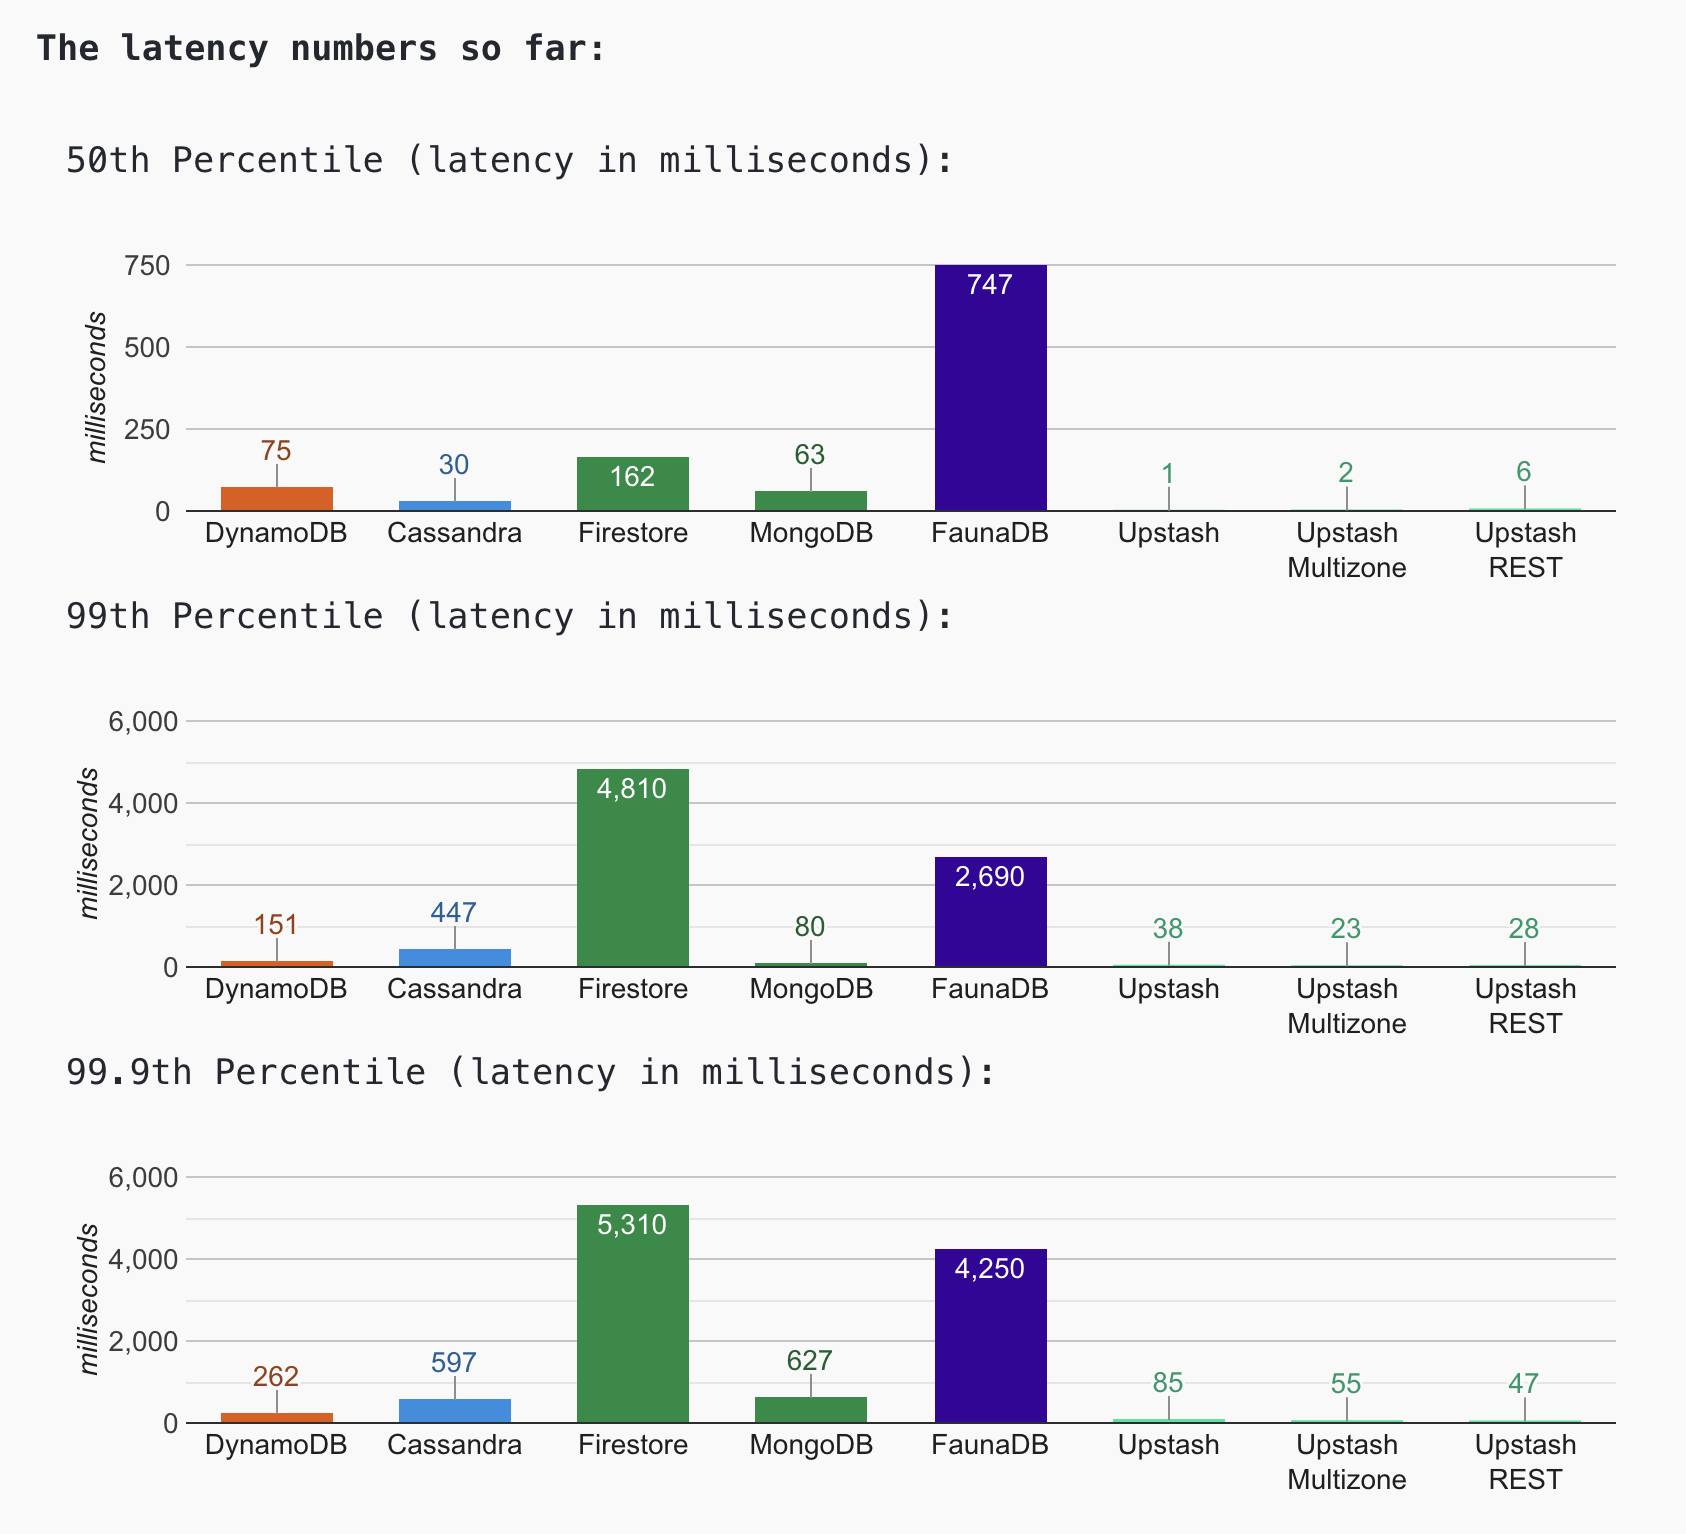 The latency numbers so far:
50th Percentile (latency in milliseconds):
milliseconds
750
500
250
0
75
30
162
63
747
1
2
6
DynamoDB
Cassandra
Firestore
MongoDB
FaunaDB
Upstash
Upstash
Multizone
Upstash
REST
99th Percentile (latency in milliseconds):
milliseconds
6,000
4,000
2,000
0
151
447
4,810
80
2,690
38
23
28
DynamoDB
Cassandra
Firestore
MongoDB
FaunaDB
Upstash
Upstash
Multizone
Upstash
REST
99.9th Percentile (latency in milliseconds):
milliseconds
6,000
4,000
2,000
0
262
597
5,310
627
4,250
85
55
47
DynamoDB
Cassandra
Firestore
MongoDB
FaunaDB
Upstash
Upstash
Multizone
Upstash
REST